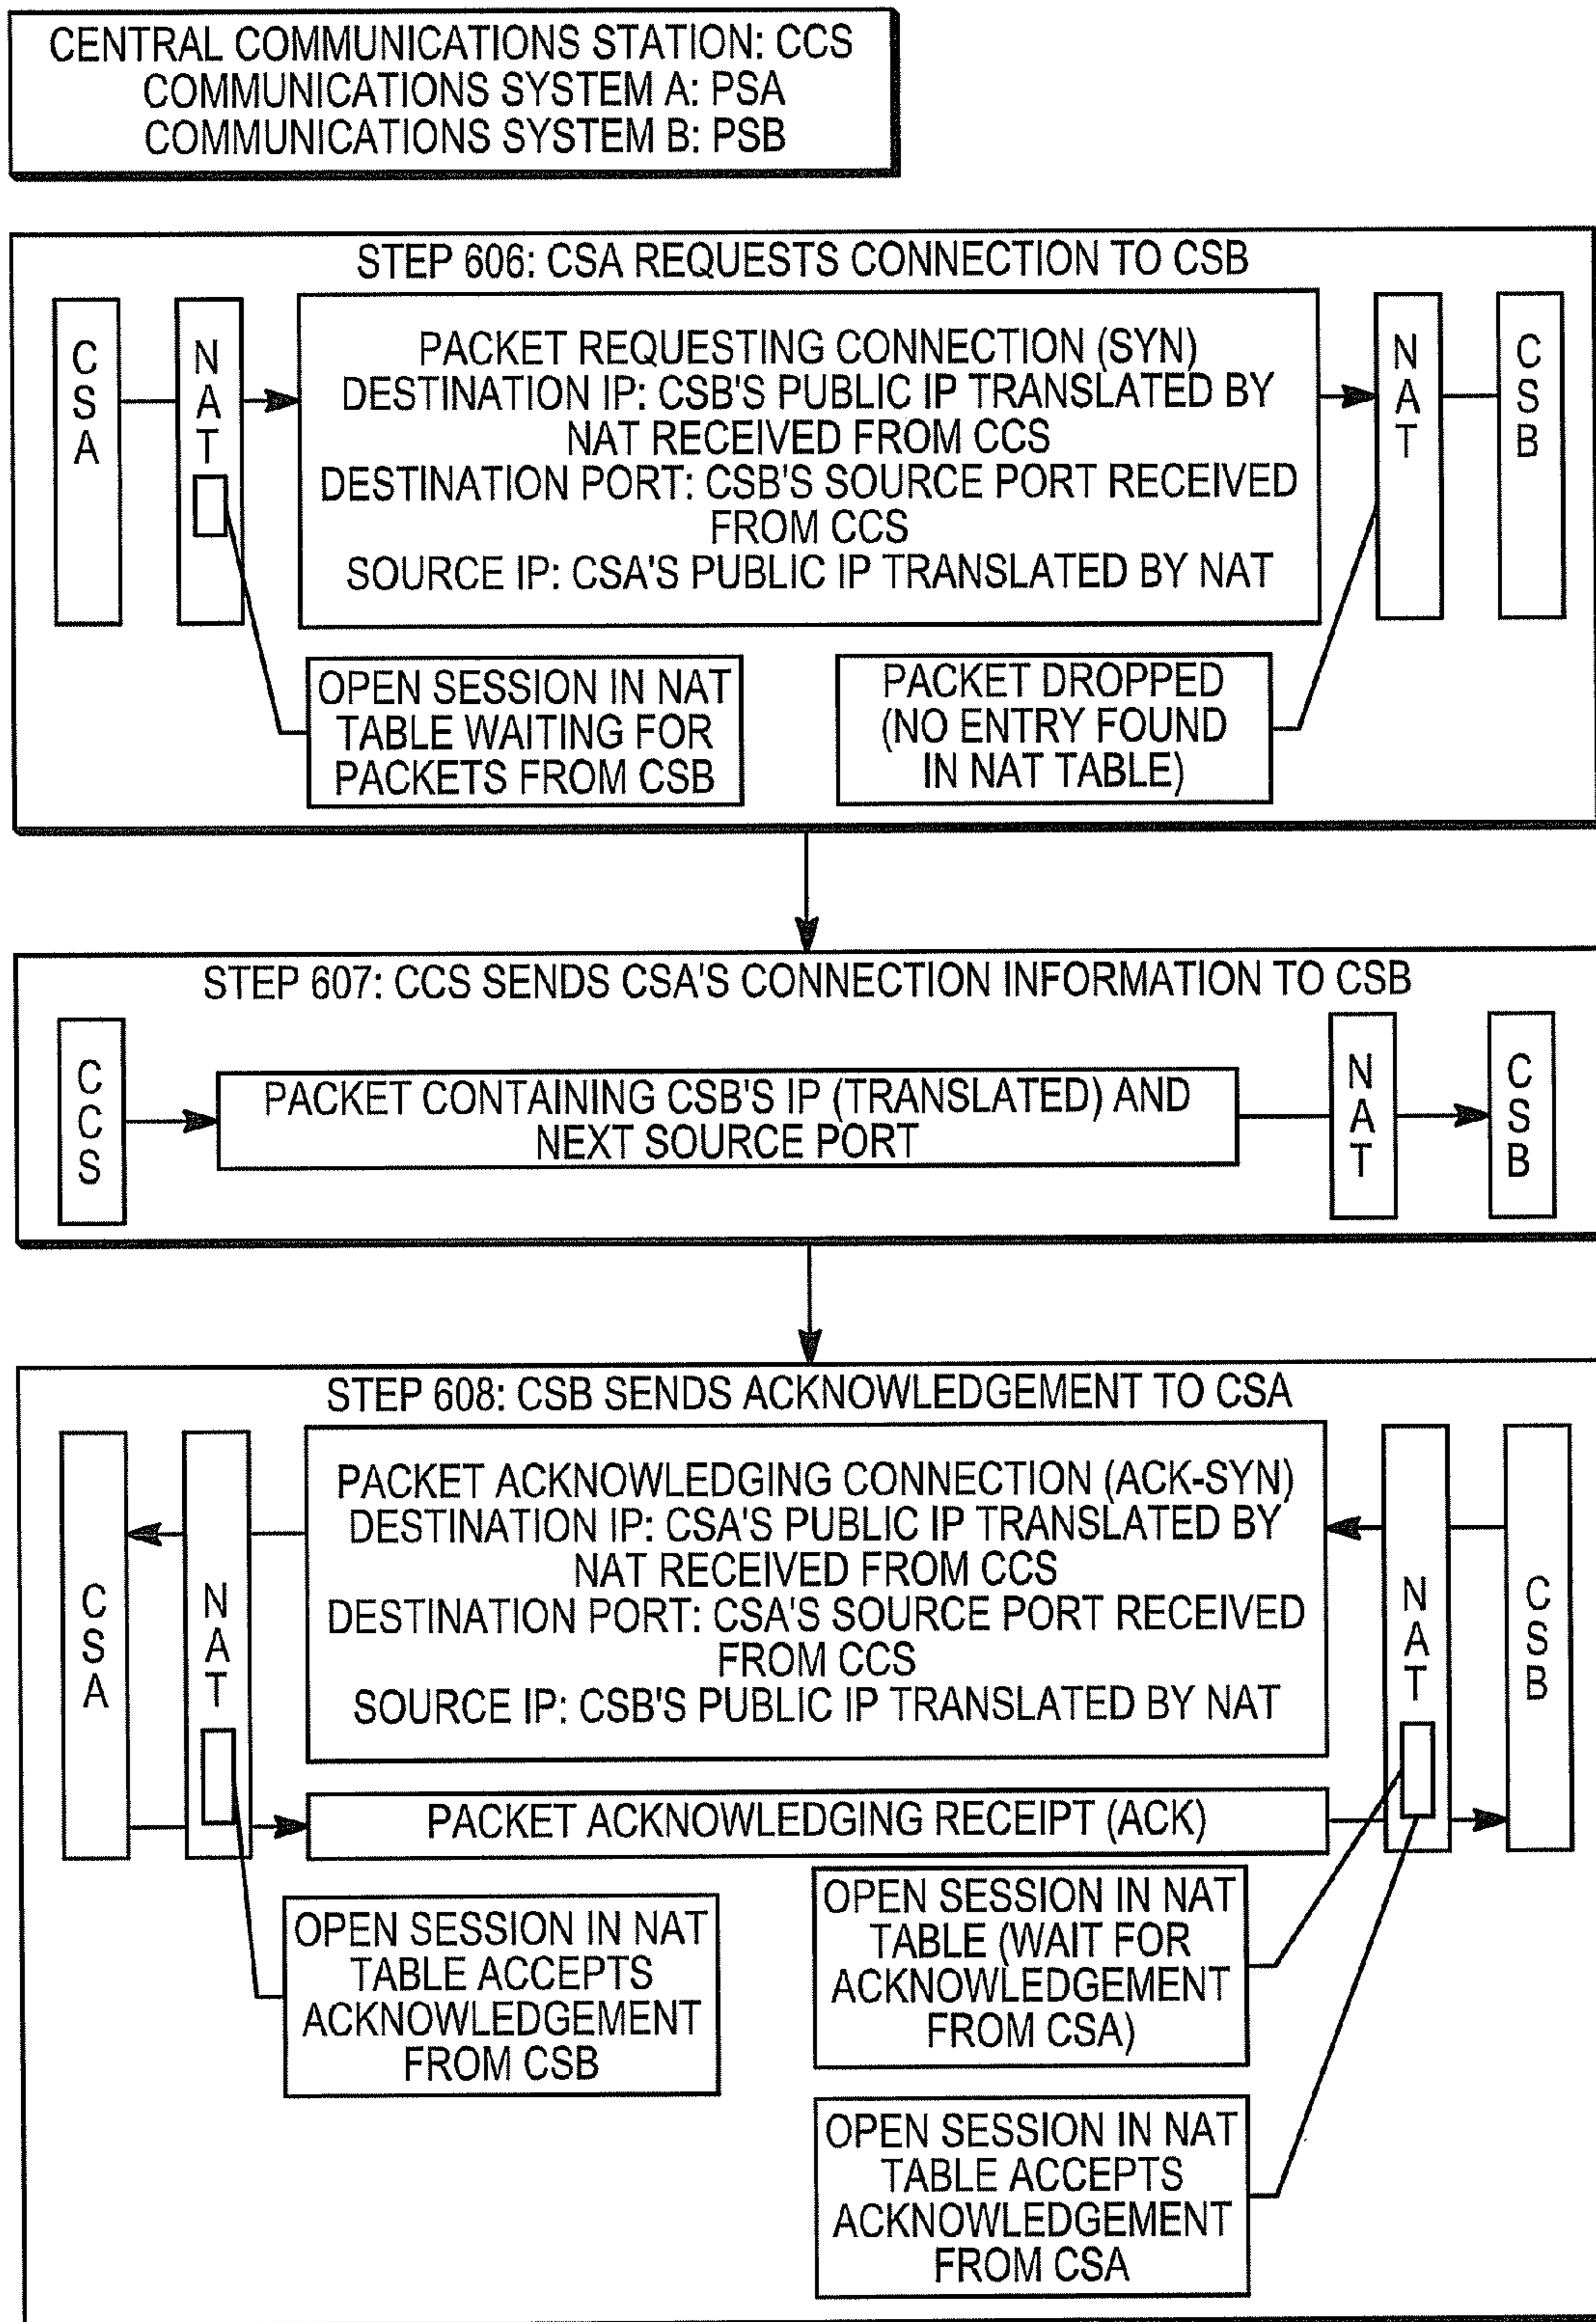 CENTRAL COMMUNICATIONS STATION: CCS
COMMUNICATIONS SYSTEM A: PSA
COMMUNICATIONS SYSTEM B: PSB
STEP 606: CSA REQUESTS CONNECTION TO CSB
CSA
NAT
PACKET REQUESTING CONNECTION (SYN)
DESTINATION IP: CSB'S PUBLIC IP TRANSLATED BY
NAT RECEIVED FROM CCS
DESTINATION PORT: CSB'S SOURCE PORT RECEIVED
FROM CCS
SOURCE IP: CSA'S PUBLIC IP TRANSLATED BY NAT
NAT
CSB
OPEN SESSION IN NAT
TABLE WAITING FOR
PACKETS FROM CSB
PACKET DROPPED
(NO ENTRY FOUND
IN NAT TABLE)
STEP 607: CCS SENDS CSA'S CONNECTION INFORMATION TO CSB
CCS
PACKET CONTAINING CSB'S IP (TRANSLATED) AND
NEXT SOURCE PORT
NAT
CSB
STEP 608: CSB SENDS ACKNOWLEDGEMENT TO CSA
CSA
NAT
PACKET ACKNOWLEDGING CONNECTION (ACK-SYN)
DESTINATION IP: CSA'S PUBLIC IP TRANSLATED BY
NAT RECEIVED FROM CCS
DESTINATION PORT: CSA'S SOURCE PORT RECEIVED
FROM CCS
SOURCE IP: CSB'S PUBLIC IP TRANSLATED BY NAT
NAT
CSB
PACKET ACKNOWLEDGING RECEIPT (ACK)
OPEN SESSION IN NAT
TABLE ACCEPTS
ACKNOWLEDGEMENT
FROM CSB
OPEN SESSION IN NAT
TABLE (WAIT FOR
ACKNOWLEDGEMENT
FROM CSA)
OPEN SESSION IN NAT
TABLE ACCEPTS
ACKNOWLEDGEMENT
FROM CSA